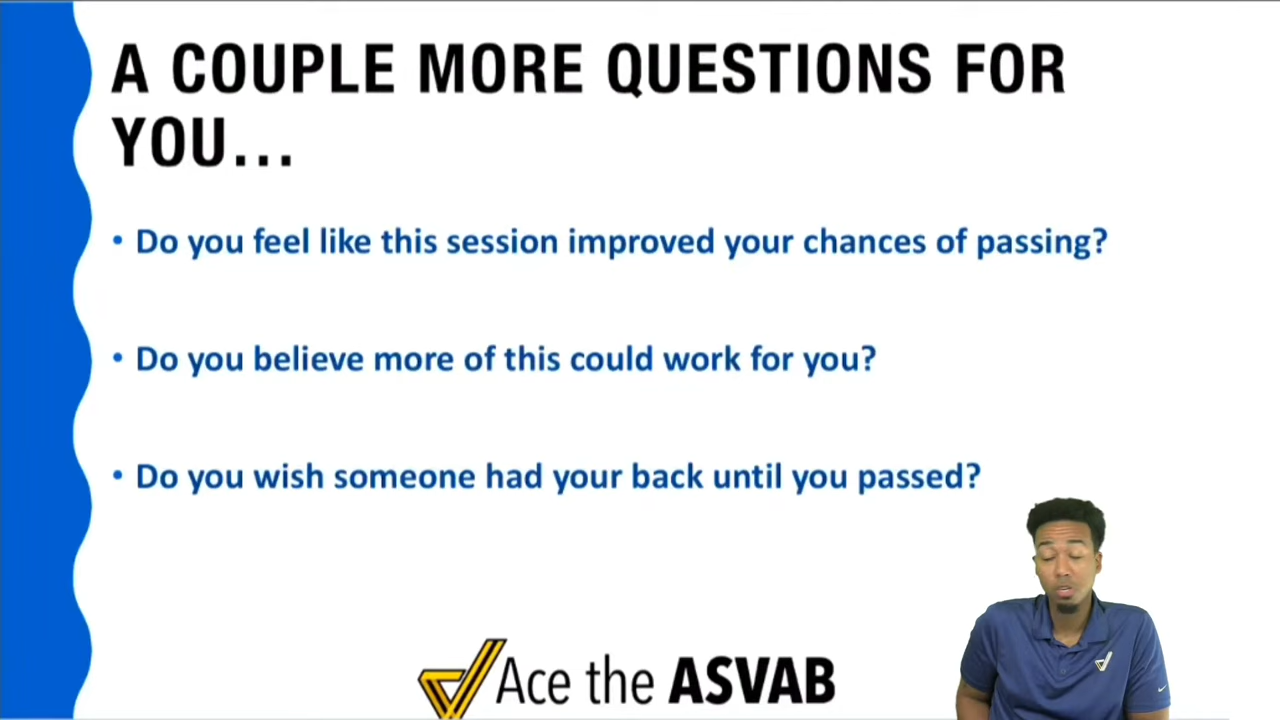 A COUPLE MORE QUESTIONS FOR
YOU...
• Do you feel like this session improved your chances of passing?
• Do you believe more of this could work for you?
• Do you wish someone had your back until you passed?
Ace the ASVAB